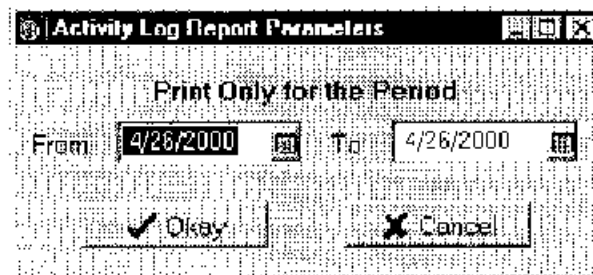 Activity Log Report Parameters
Print Only for the Period
From 4/26/2000 To 4/26/2000
Okay Cancel